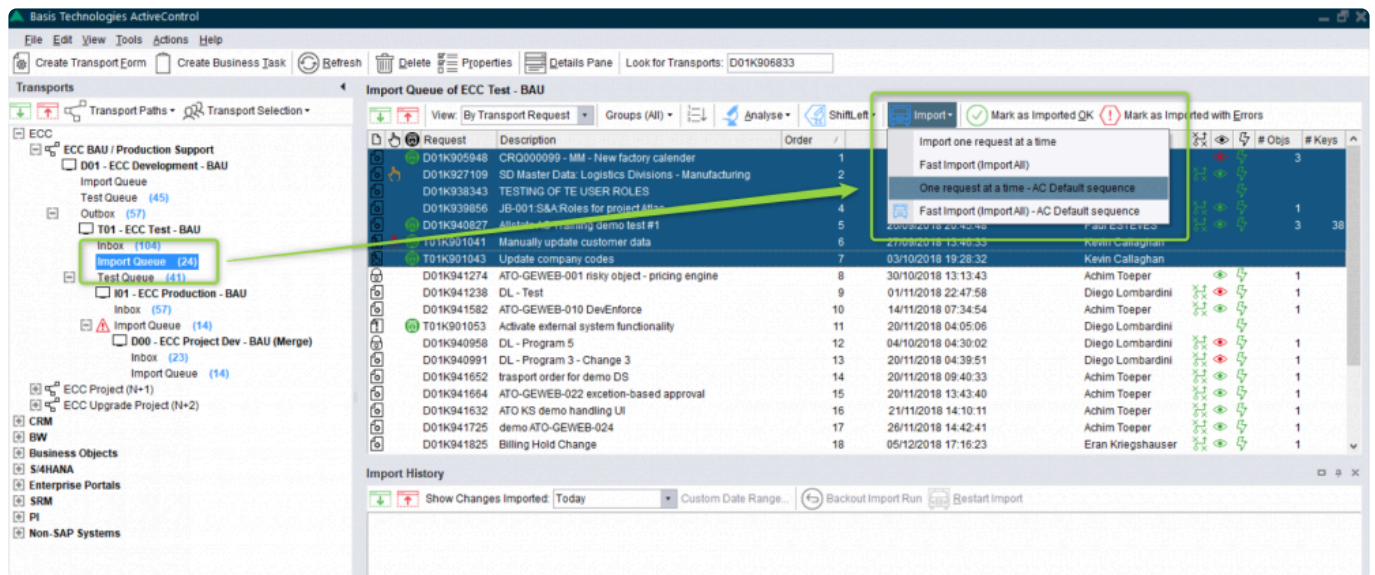 Basis Technologies ActiveControl
File Edit View Tools Actions Help
Create Transport Form Create Business Task Refresh Delete Properties Details Pane Look for Transports: D01K906833
Transports
Transport Paths Transport Selection
ECC
ECC BAU / Production Support
D01 - ECC Development - BAU
Import Queue
Test Queue (45)
Outbox (57)
T01 - ECC Test - BAU
Inbox (104)
Import Queue (24)
Test Queue (41)
I01 - ECC Production - BAU
Inbox (57)
Import Queue (14)
D00 - ECC Project Dev - BAU (Merge)
Inbox (23)
Import Queue (14)
ECC Project (N+1)
ECC Upgrade Project (N+2)
CRM
BW
Business Objects
S/4HANA
Enterprise Portals
SRM
PI
Non-SAP Systems
Import Queue of ECC Test - BAU
View: By Transport Request Groups (All) Analyse ShiftLeft Import Mark as Imported OK Mark as Imported with Errors
Request Description Order # Objs # Keys
Import one request at a time
Fast Import (Import All)
One request at a time - AC Default sequence
Fast Import (Import All) - AC Default sequence
D01K905948 CRQ000099 - MM - New factory calender 1 3
D01K927109 SD Master Data: Logistics Divisions - Manufacturing 2
D01K938343 TESTING OF TE USER ROLES
D01K939856 JB-001:S&A:Roles for project Atlas 4 1
D01K940827 Allstate AC Training demo test #1 5 20/09/2018 20:45:48 Paul ESTEVES 3 38
T01K901041 Manually update customer data 6 27/09/2018 13:46:33 Kevin Callaghan
T01K901043 Update company codes 7 03/10/2018 19:28:32 Kevin Callaghan
D01K941274 ATO-GEWEB-001 risky object - pricing engine 8 30/10/2018 13:13:43 Achim Toeper 1
D01K941238 DL - Test 9 01/11/2018 22:47:58 Diego Lombardini 1
D01K941582 ATO-GEWEB-010 DevEnforce 10 14/11/2018 07:34:54 Achim Toeper 1
T01K901053 Activate external system functionality 11 20/11/2018 04:05:06 Diego Lombardini
D01K940958 DL - Program 5 12 04/10/2018 04:30:02 Diego Lombardini 1
D01K940991 DL - Program 3 - Change 3 13 20/11/2018 04:39:51 Diego Lombardini 1
D01K941652 trasport order for demo DS 14 20/11/2018 09:40:33 Achim Toeper 1
D01K941664 ATO-GEWEB-022 excetion-based approval 15 20/11/2018 13:43:40 Achim Toeper 1
D01K941632 ATO KS demo handling UI 16 21/11/2018 14:10:11 Achim Toeper 1
D01K941725 demo ATO-GEWEB-024 17 26/11/2018 14:42:41 Achim Toeper 1
D01K941825 Billing Hold Change 18 05/12/2018 17:16:23 Eran Kriegshauser 1
Import History
Show Changes Imported: Today Custom Date Range... Backout Import Run Restart Import